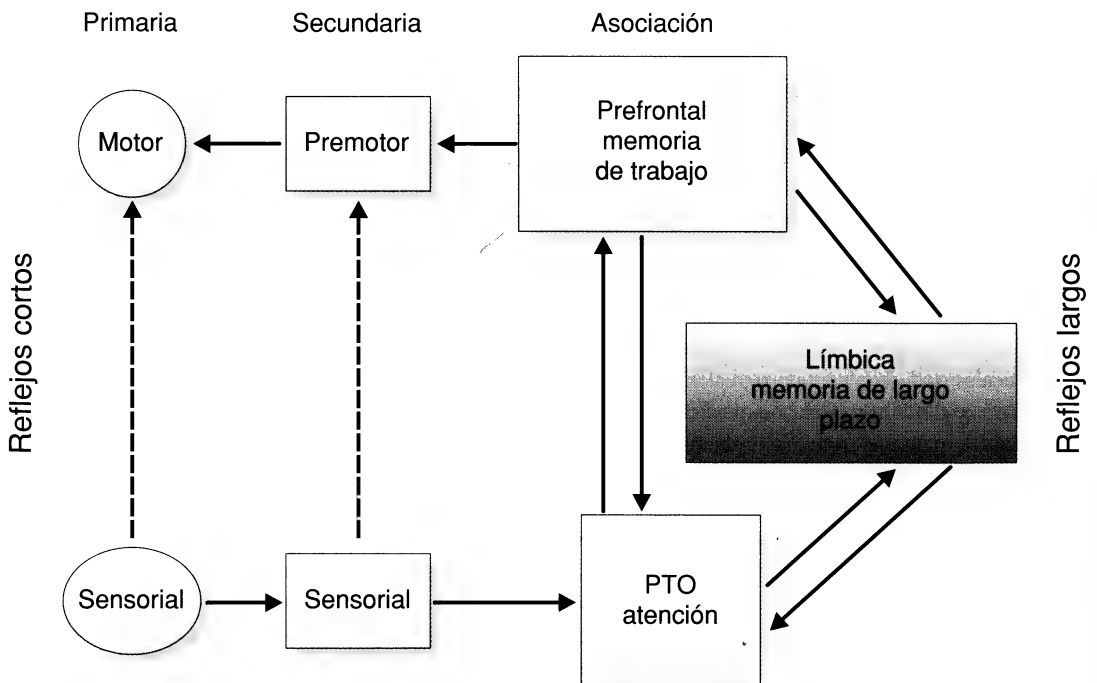 Primaria
Secundaria
Asociación
Motor
Premotor
Prefrontal
memoria
de trabajo
Reflejos cortos
Reflejos largos
Límbica
memoria de largo
plazo
Sensorial
Sensorial
PTO
atención